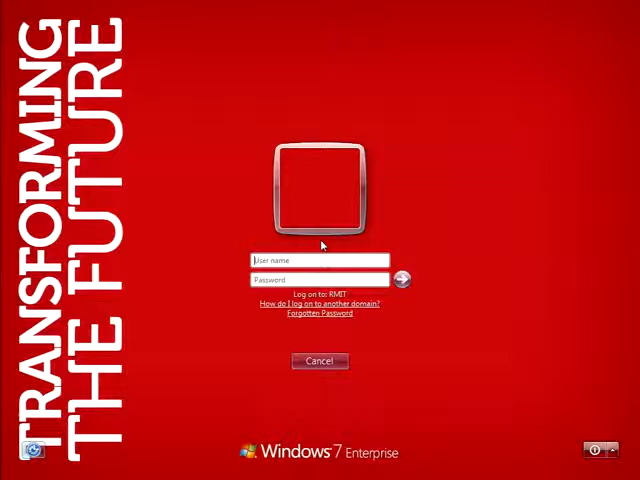 TRANSFORMING
THE FUTURE
User name
Password
Log on to: RMIT
How do I log on to another domain?
Forgotten Password
Cancel
Windows 7 Enterprise